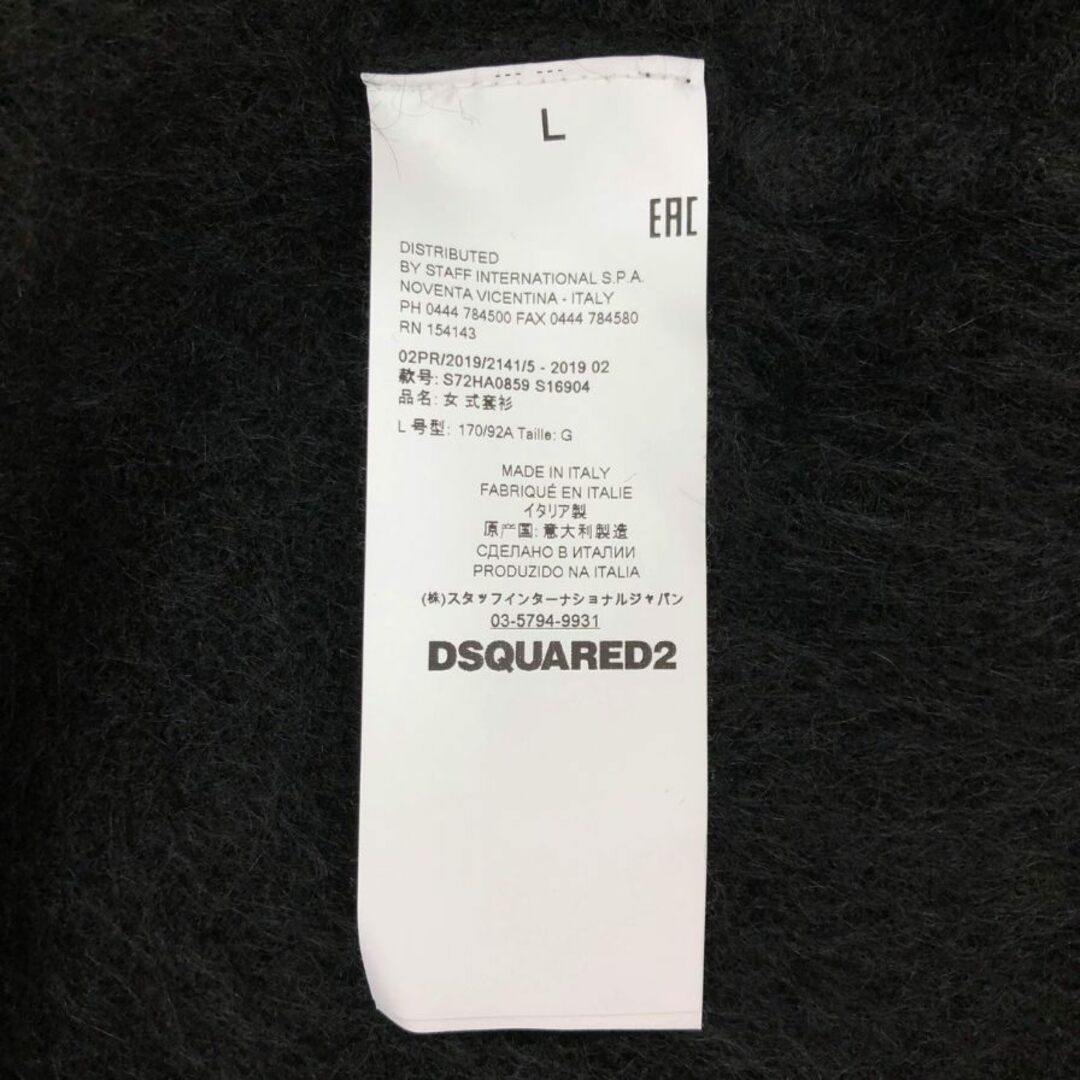 L
EAC
DISTRIBUTED
BY STAFF INTERNATIONAL S.P.A.
NOVENTA VICENTINA - ITALY
PH 0444 784500 FAX 0444 784580
RN 154143
02PR/2019/2141/5 - 2019 02
款号: S72HA0859 S16904
品名: 女 式套衫
L 号型: 170/92A Taille: G
MADE IN ITALY
FABRIQUÉ EN ITALIE
イタリア製
原产国: 意大利製造
СДЕЛАНО В ИТАЛИИ
PRODUZIDO NA ITALIA
(株)スタッフインターナショナルジャパン
03-5794-9931
DSQUARED2